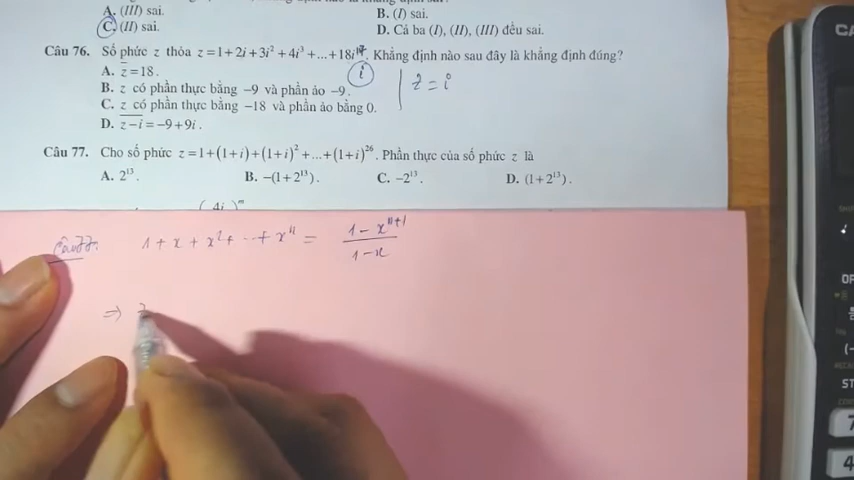 A. (III) sai. B. (I) sai.
C. (II) sai. D. Cả ba (I), (II), (III) đều sai.
Câu 76. Số phức z thỏa z = 1 + 2i + 3i² + 4i³ + ... + 18i¹⁷. Khẳng định nào sau đây là khẳng định đúng?
A. z̅ = 18.
i
z = i
B. z có phần thực bằng −9 và phần ảo −9.
C. z có phần thực bằng −18 và phần ảo bằng 0.
D. \overline{z − i} = −9 + 9i.
Câu 77. Cho số phức z = 1 + (1 + i) + (1 + i)² + ... + (1 + i)²⁶. Phần thực của số phức z là
A. 2¹³. B. −(1 + 2¹³). C. −2¹³. D. (1 + 2¹³).
Câu 77. 1 + x + x² + ... + xⁿ = \frac{1 − xⁿ⁺¹}{1 − x}
⇒ z
CA